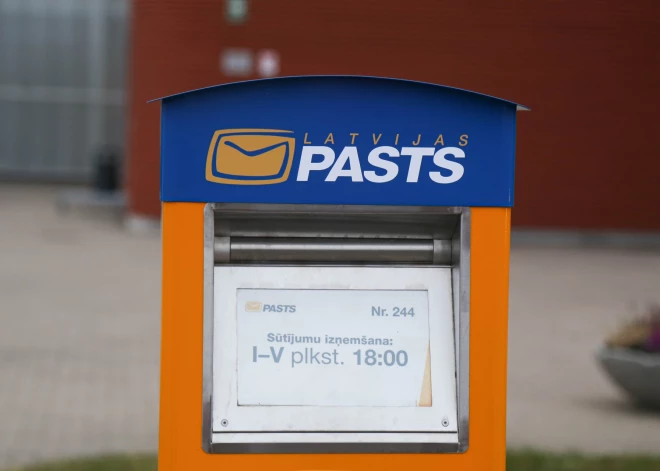 LATVIJAS
PASTS
PASTS
Nr. 244
Sūtījumu izņemšana:
I–V plkst. 18:00